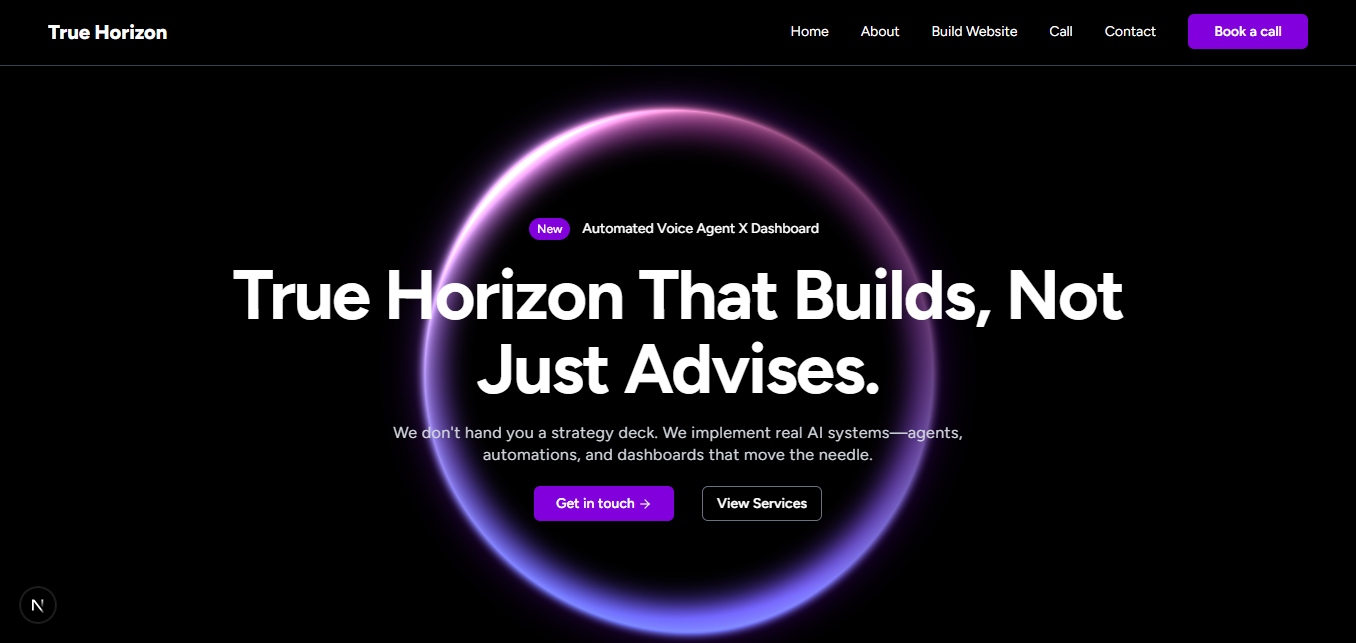 True Horizon
Home
About
Build Website
Call
Contact
Book a call
New
Automated Voice Agent X Dashboard
True Horizon That Builds, Not
Just Advises.
We don't hand you a strategy deck. We implement real AI systems—agents,
automations, and dashboards that move the needle.
Get in touch →
View Services
N